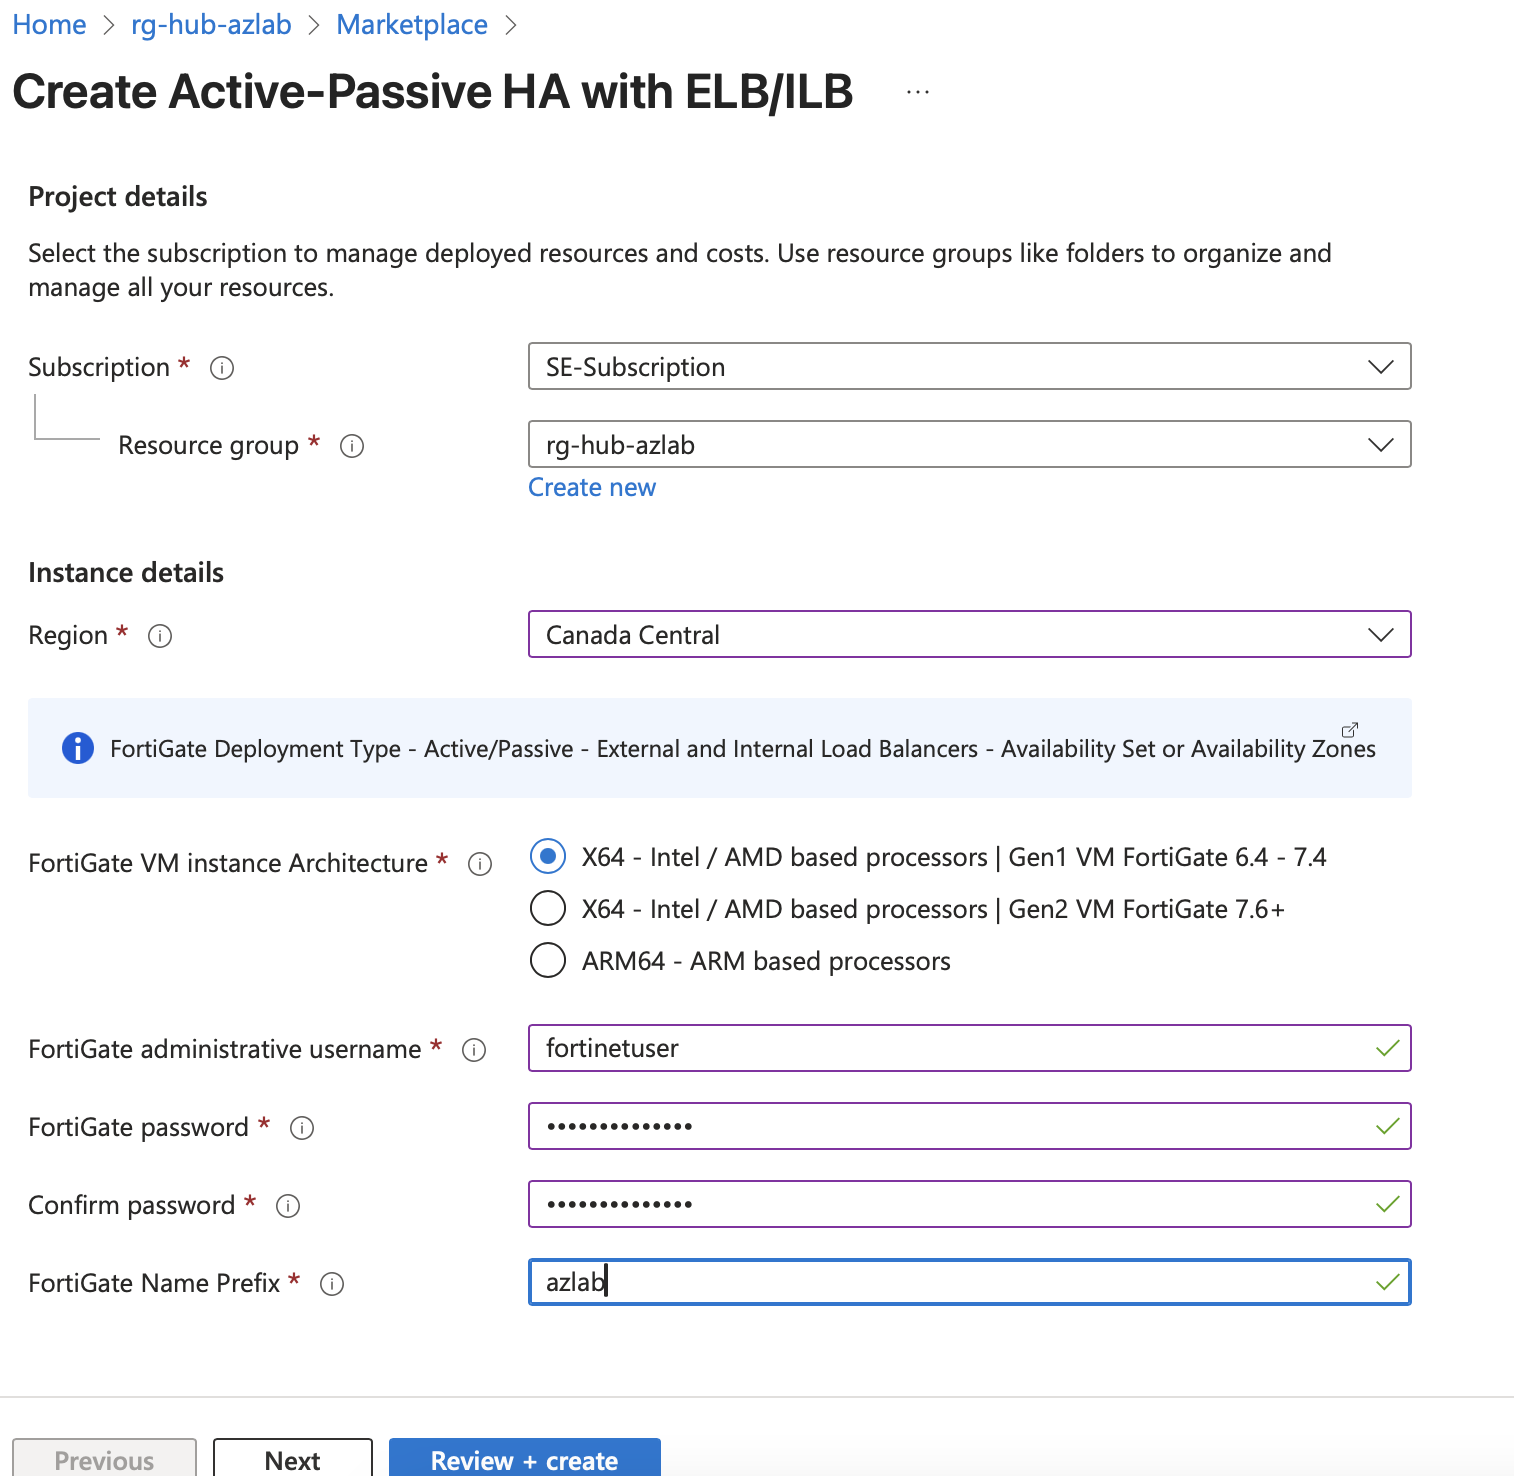 Home > rg-hub-azlab > Marketplace >
Create Active-Passive HA with ELB/ILB ...
Project details
Select the subscription to manage deployed resources and costs. Use resource groups like folders to organize and
manage all your resources.
Subscription * SE-Subscription
Resource group * rg-hub-azlab
Create new
Instance details
Region * Canada Central
FortiGate Deployment Type - Active/Passive - External and Internal Load Balancers - Availability Set or Availability Zones
FortiGate VM instance Architecture * X64 - Intel / AMD based processors | Gen1 VM FortiGate 6.4 - 7.4
X64 - Intel / AMD based processors | Gen2 VM FortiGate 7.6+
ARM64 - ARM based processors
FortiGate administrative username * fortinetuser
FortiGate password * ••••••••••••••
Confirm password * ••••••••••••••
FortiGate Name Prefix * azlab
Previous Next Review + create